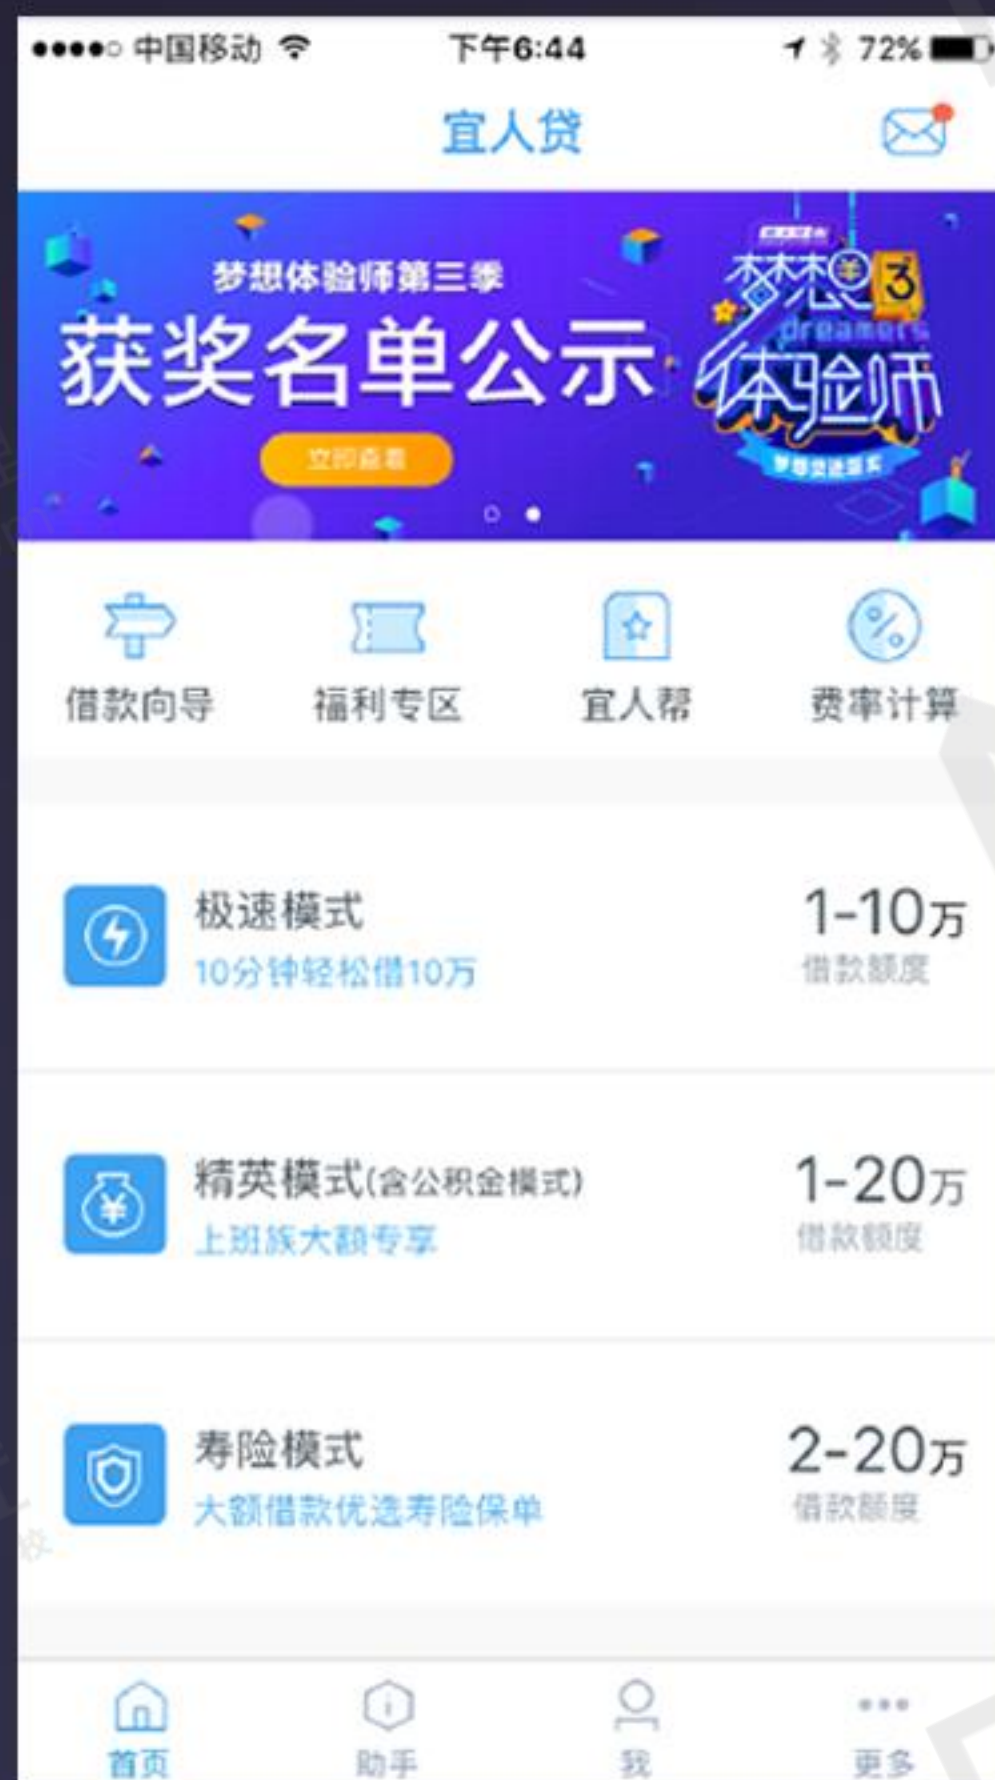 中国移动 下午6:44 72%
宜人贷
梦想体验师第三季
获奖名单公示
立即查看
梦想 3
dreamers
体验师
借款向导 福利专区 宜人帮 费率计算
极速模式 1-10万
10分钟轻松借10万 借款额度
精英模式(含公积金模式) 1-20万
上班族大额专享 借款额度
寿险模式 2-20万
大额借款优选寿险保单 借款额度
首页 助手 我 更多